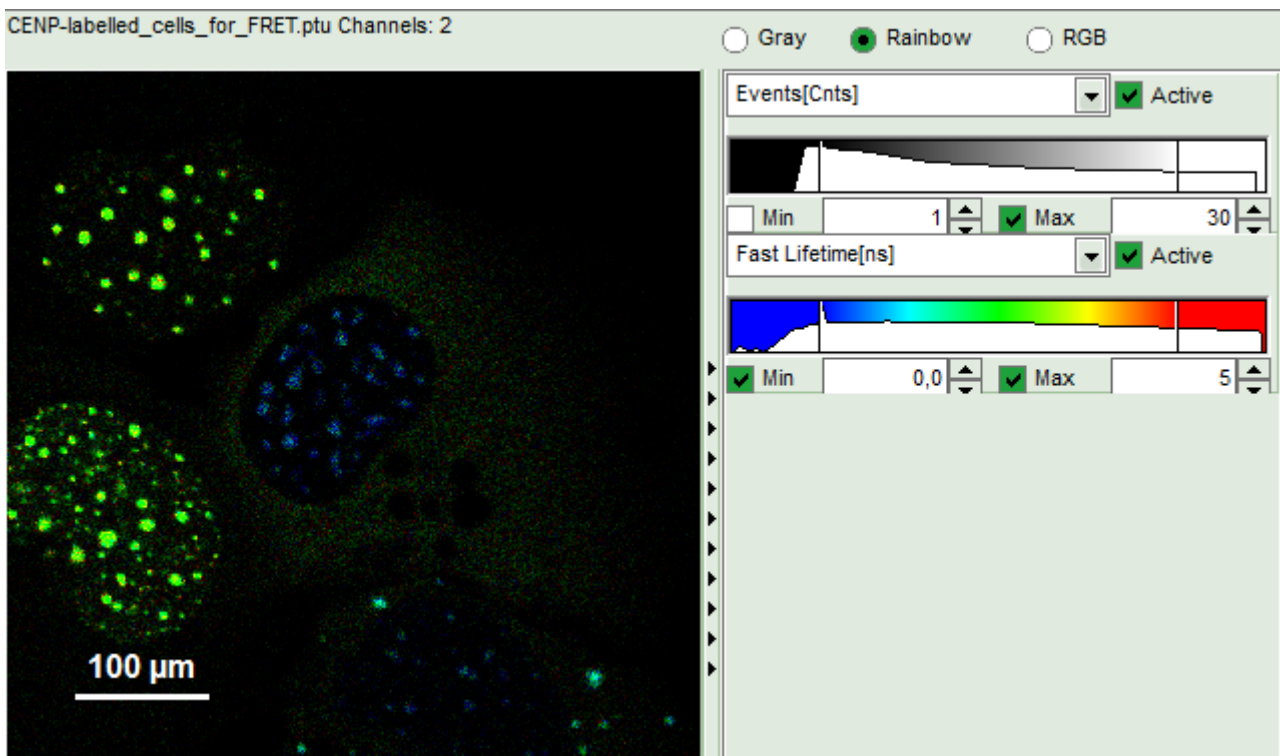 CENP-labelled_cells_for_FRET.ptu Channels: 2
Gray Rainbow RGB
Events[Cnts] Active
Min 1 Max 30
Fast Lifetime[ns] Active
Min 0,0 Max 5
100 µm